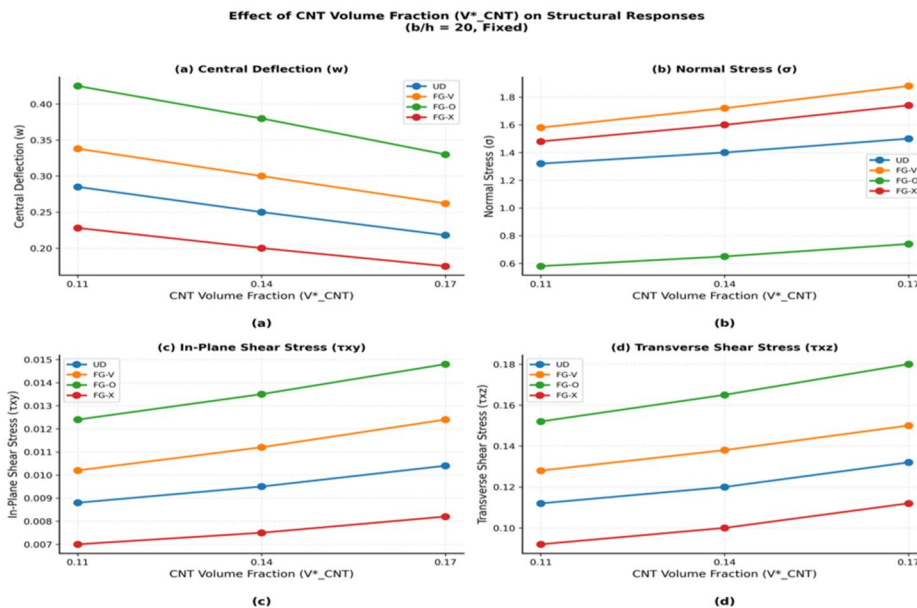 Effect of CNT Volume Fraction (V*_CNT) on Structural Responses
(b/h = 20, Fixed)
(a) Central Deflection (w)
Central Deflection (w)
0.40
0.35
0.30
0.25
0.20
UD
FG-V
FG-O
FG-X
0.11
0.14
0.17
CNT Volume Fraction (V*_CNT)
(a)
(b) Normal Stress (σ)
Normal Stress (σ)
1.8
1.6
1.4
1.2
1.0
0.8
0.6
UD
FG-V
FG-O
FG-X
0.11
0.14
0.17
CNT Volume Fraction (V*_CNT)
(b)
(c) In-Plane Shear Stress (τxy)
In-Plane Shear Stress (τxy)
0.015
0.014
0.013
0.012
0.011
0.010
0.009
0.008
0.007
UD
FG-V
FG-O
FG-X
0.11
0.14
0.17
CNT Volume Fraction (V*_CNT)
(c)
(d) Transverse Shear Stress (τxz)
Transverse Shear Stress (τxz)
0.18
0.16
0.14
0.12
0.10
UD
FG-V
FG-O
FG-X
0.11
0.14
0.17
CNT Volume Fraction (V*_CNT)
(d)